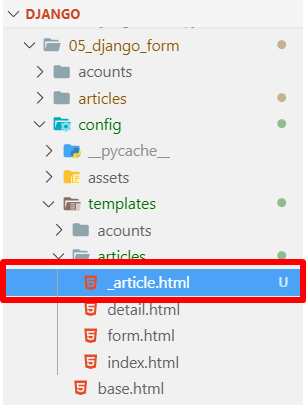 DJANGO
05_django_form
acounts
articles
config
__pycache__
assets
templates
acounts
articles
_article.html U
detail.html
form.html
index.html
base.html